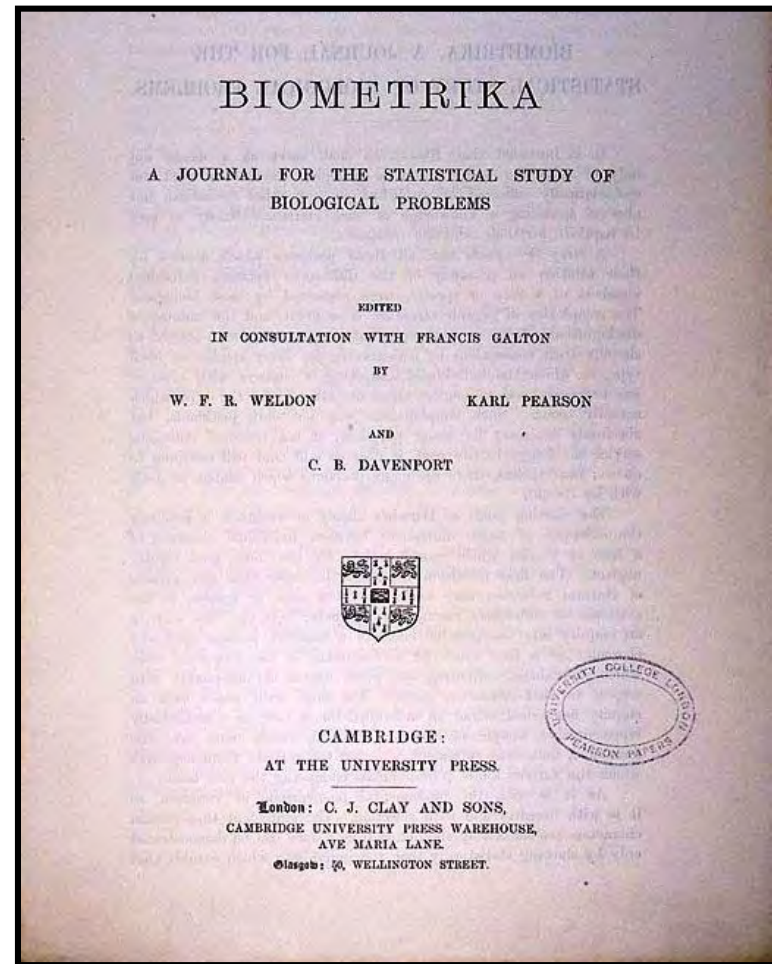 BIOMETRIKA
A JOURNAL FOR THE STATISTICAL STUDY OF
BIOLOGICAL PROBLEMS
EDITED
IN CONSULTATION WITH FRANCIS GALTON
BY
W. F. R. WELDON KARL PEARSON
AND
C. B. DAVENPORT
UNIVERSITY COLLEGE LONDON
PEARSON PAPERS
CAMBRIDGE:
AT THE UNIVERSITY PRESS.
London: C. J. CLAY AND SONS,
CAMBRIDGE UNIVERSITY PRESS WAREHOUSE,
AVE MARIA LANE.
Glasgow: 50, WELLINGTON STREET.